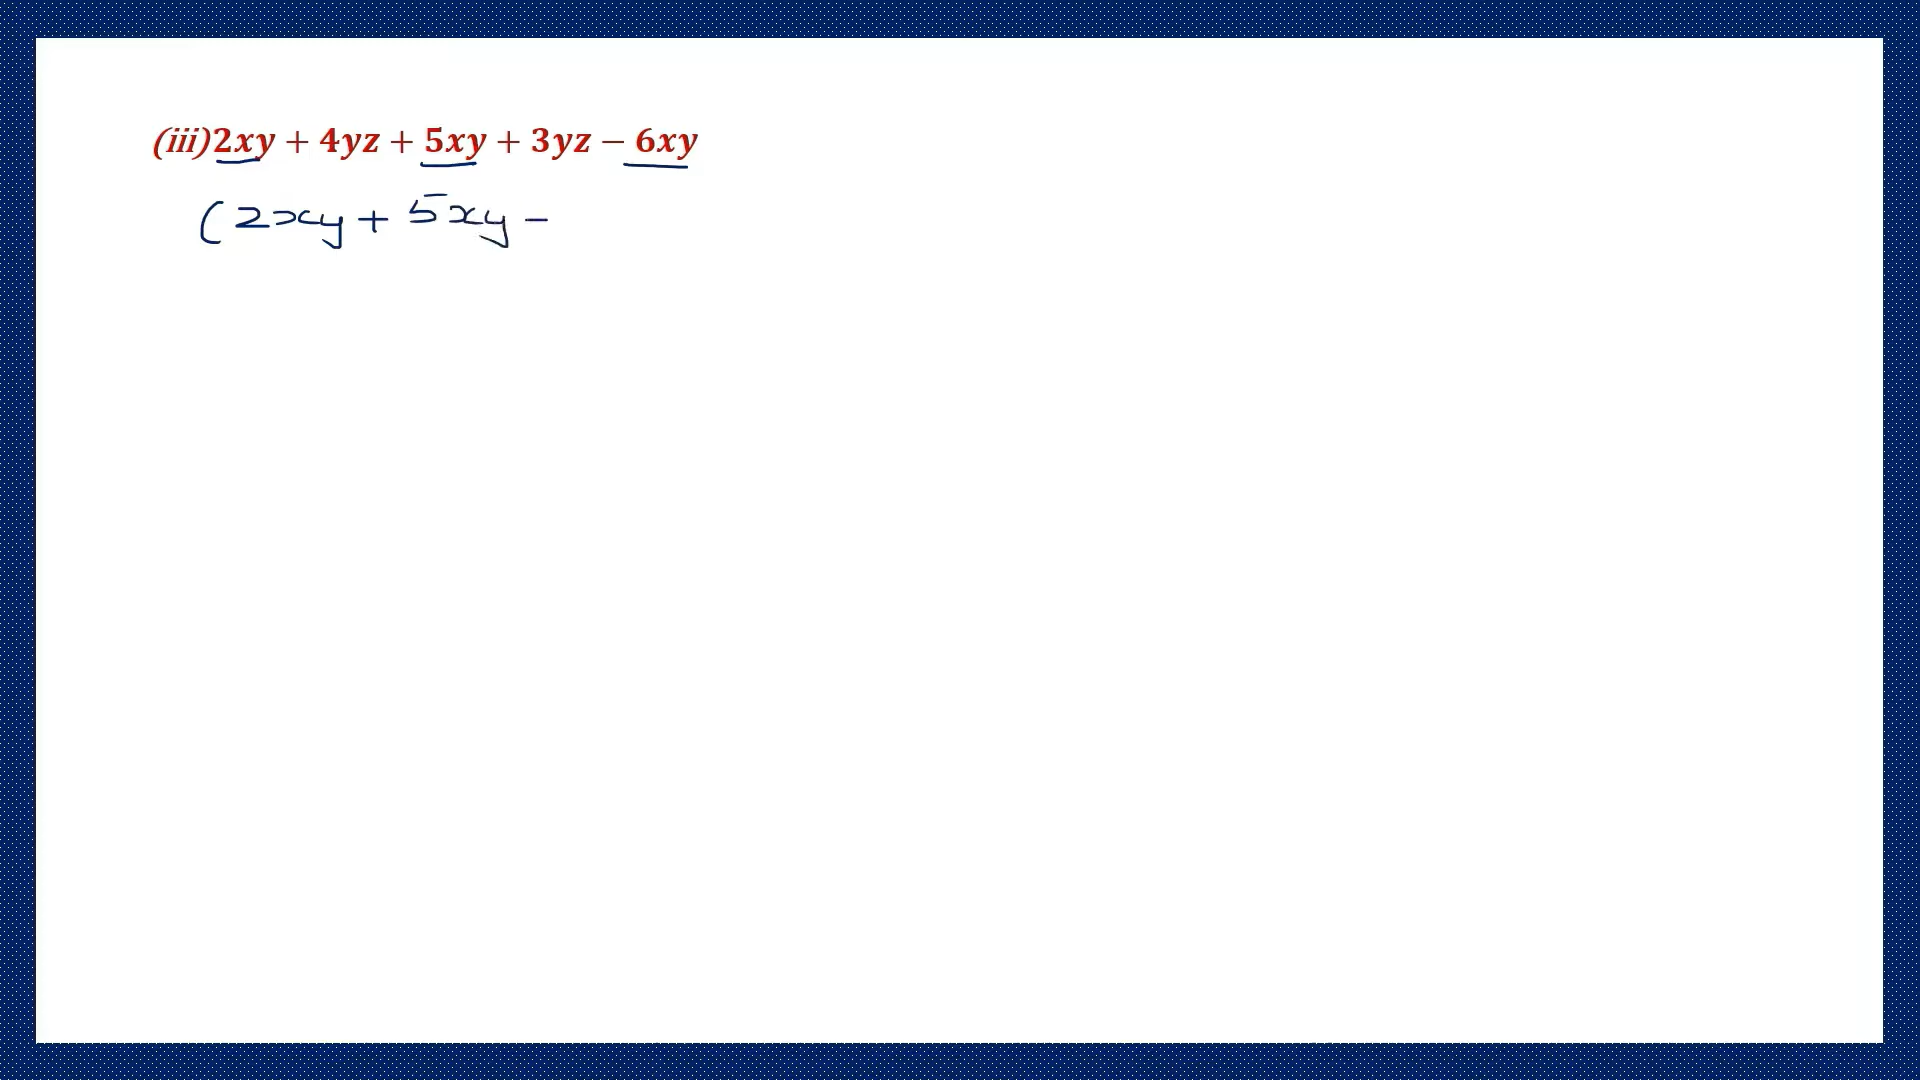 (iii)2xy + 4yz + 5xy + 3yz − 6xy
(2xy + 5xy −